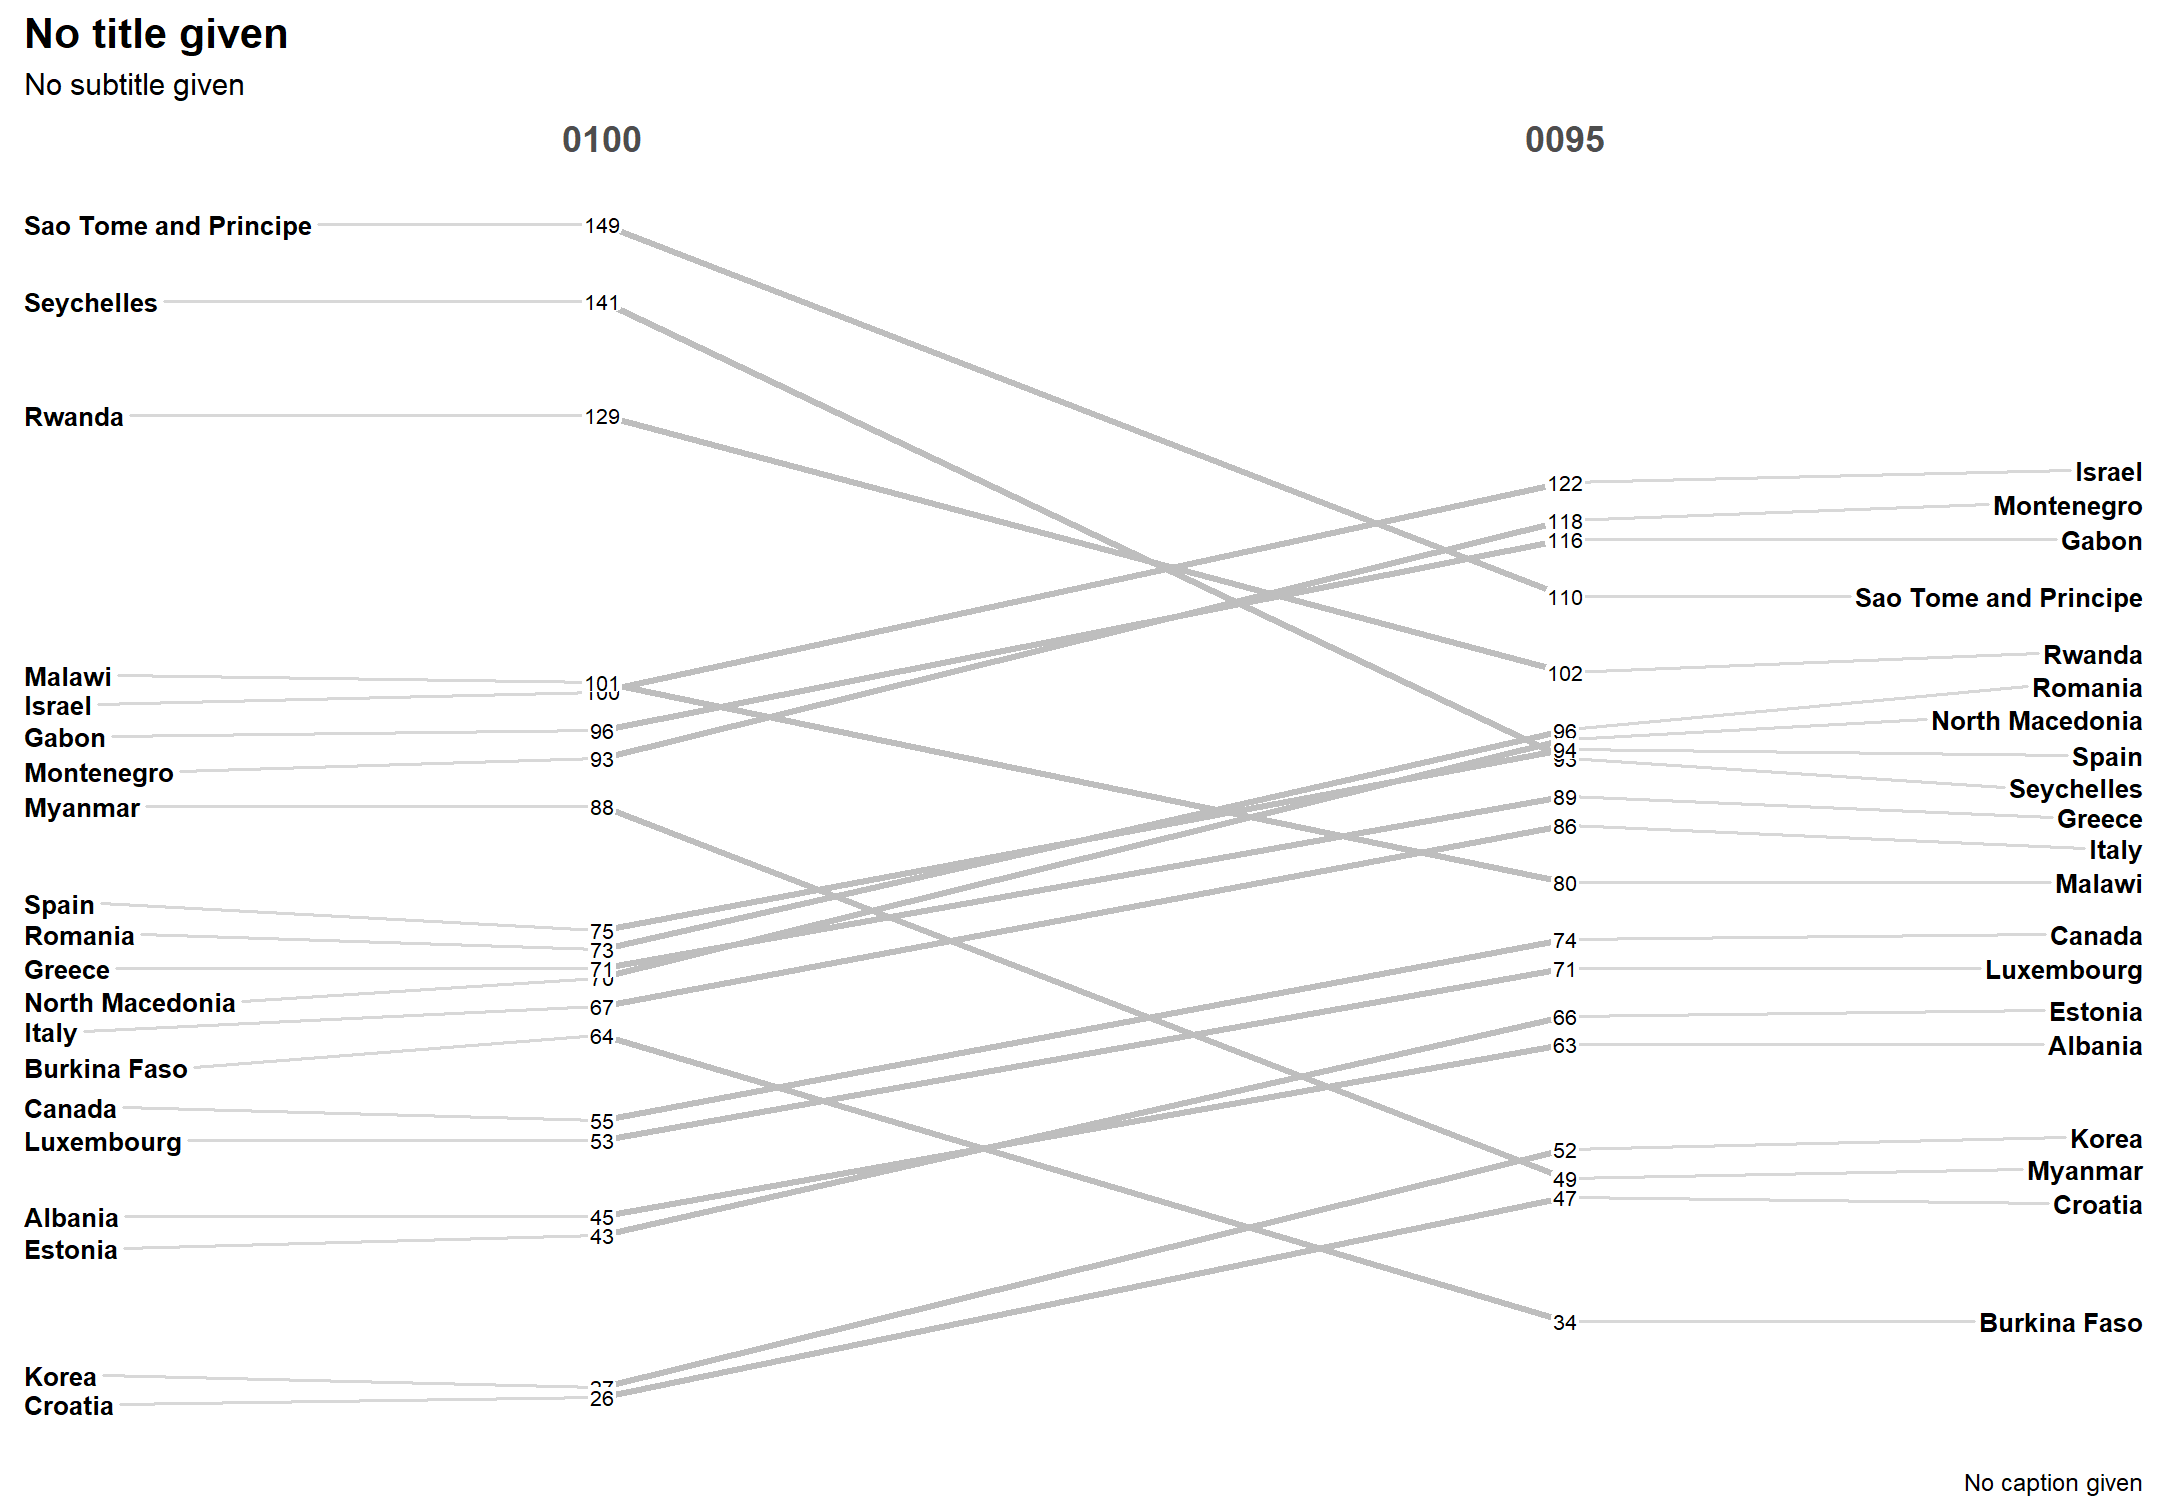 No title given
No subtitle given
0100 0095
Sao Tome and Principe 149
Seychelles 141
Rwanda 129
122 Israel
118 Montenegro
116 Gabon
110 Sao Tome and Principe
102 Rwanda
Malawi 101
Israel 100
Gabon 96
Montenegro 93
Myanmar 88
96 Romania
North Macedonia
94 Spain
93 Seychelles
89 Greece
86 Italy
80 Malawi
Spain 75
Romania 73
Greece 71
North Macedonia 70
Italy 67
Burkina Faso 64
74 Canada
71 Luxembourg
66 Estonia
63 Albania
Canada 55
Luxembourg 53
Albania 45
Estonia 43
52 Korea
49 Myanmar
47 Croatia
34 Burkina Faso
Korea 27
Croatia 26
No caption given